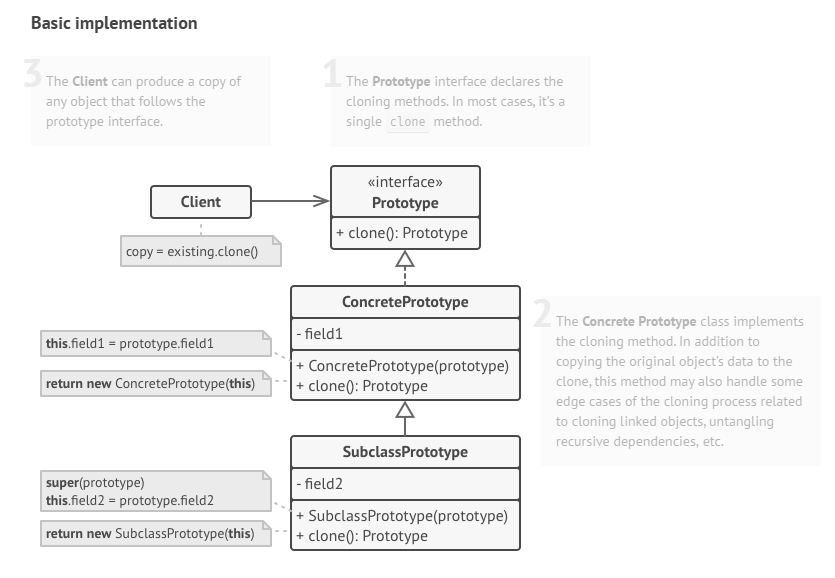 Basic implementation
3
The Client can produce a copy of
any object that follows the
prototype interface.
1
The Prototype interface declares the
cloning methods. In most cases, it's a
single clone method.
Client
«interface»
Prototype
+ clone(): Prototype
copy = existing.clone()
ConcretePrototype
- field1
+ ConcretePrototype(prototype)
+ clone(): Prototype
this.field1 = prototype.field1
return new ConcretePrototype(this)
2
The Concrete Prototype class implements
the cloning method. In addition to
copying the original object's data to the
clone, this method may also handle some
edge cases of the cloning process related
to cloning linked objects, untangling
recursive dependencies, etc.
SubclassPrototype
- field2
+ SubclassPrototype(prototype)
+ clone(): Prototype
super(prototype)
this.field2 = prototype.field2
return new SubclassPrototype(this)